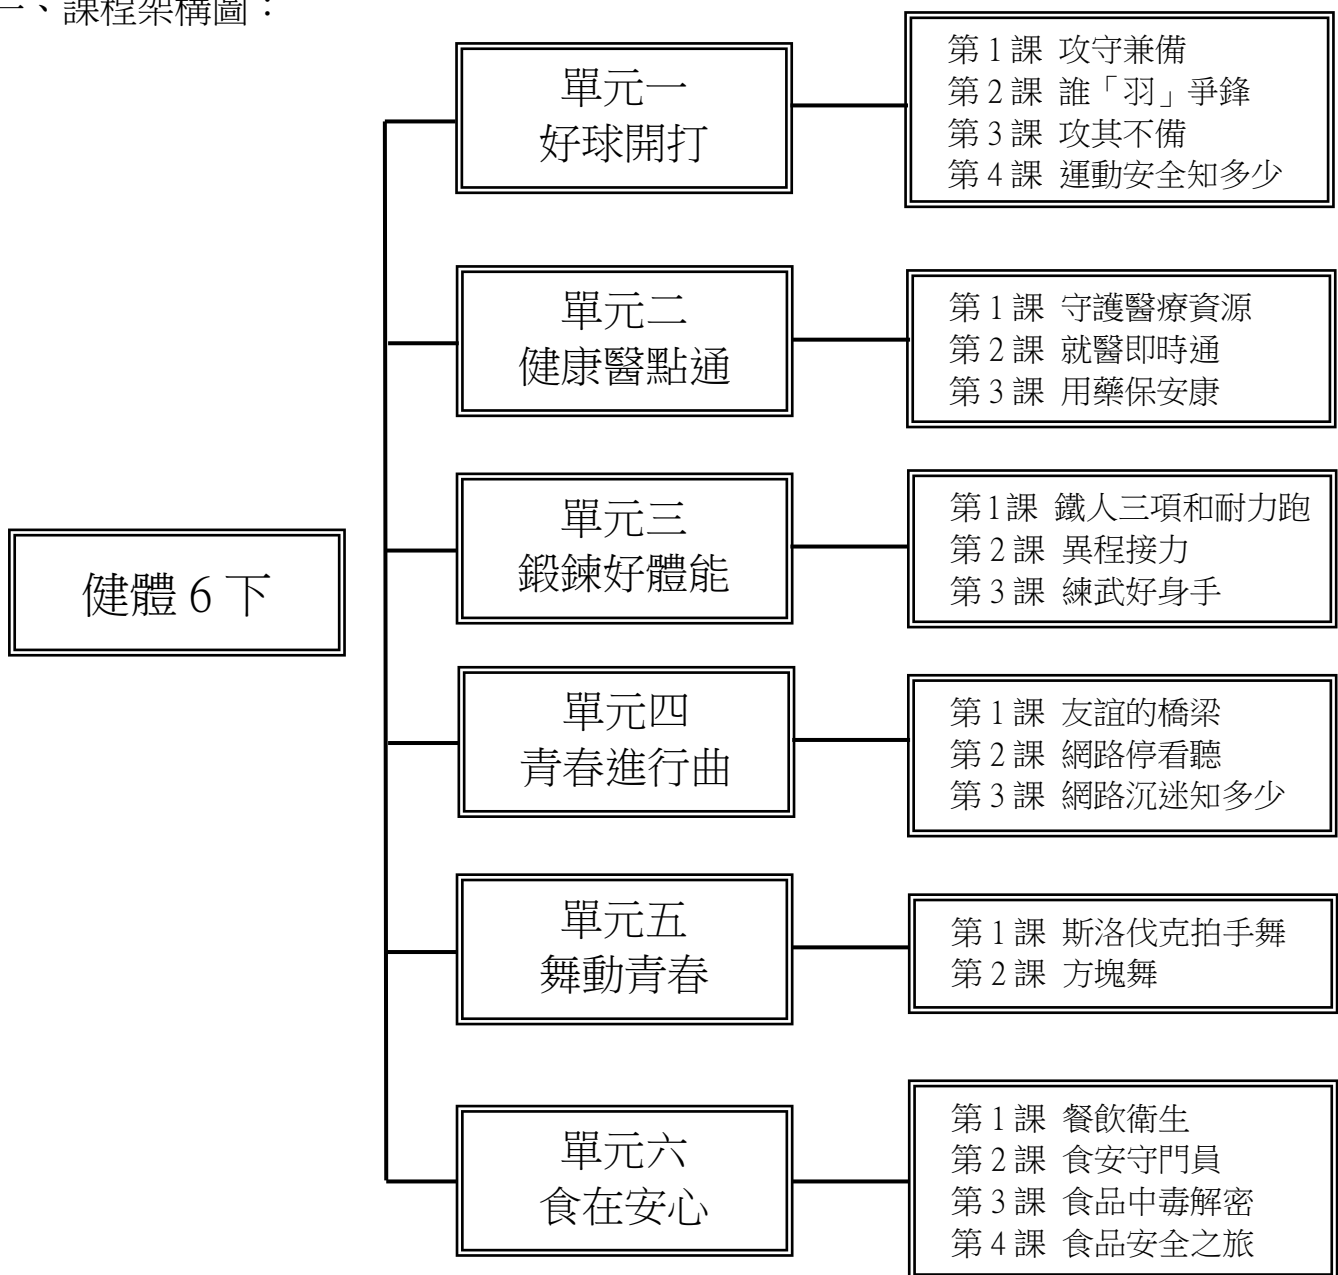 一、課程架構圖：
單元一
好球開打
第 1 課 攻守兼備
第 2 課 誰「羽」爭鋒
第 3 課 攻其不備
第 4 課 運動安全知多少
單元二
健康醫點通
第 1 課 守護醫療資源
第 2 課 就醫即時通
第 3 課 用藥保安康
單元三
鍛鍊好體能
第1課 鐵人三項和耐力跑
第 2 課 異程接力
第 3 課 練武好身手
健體 6 下
單元四
青春進行曲
第 1 課 友誼的橋梁
第 2 課 網路停看聽
第 3 課 網路沉迷知多少
單元五
舞動青春
第 1 課 斯洛伐克拍手舞
第 2 課 方塊舞
單元六
食在安心
第 1 課 餐飲衛生
第 2 課 食安守門員
第 3 課 食品中毒解密
第 4 課 食品安全之旅